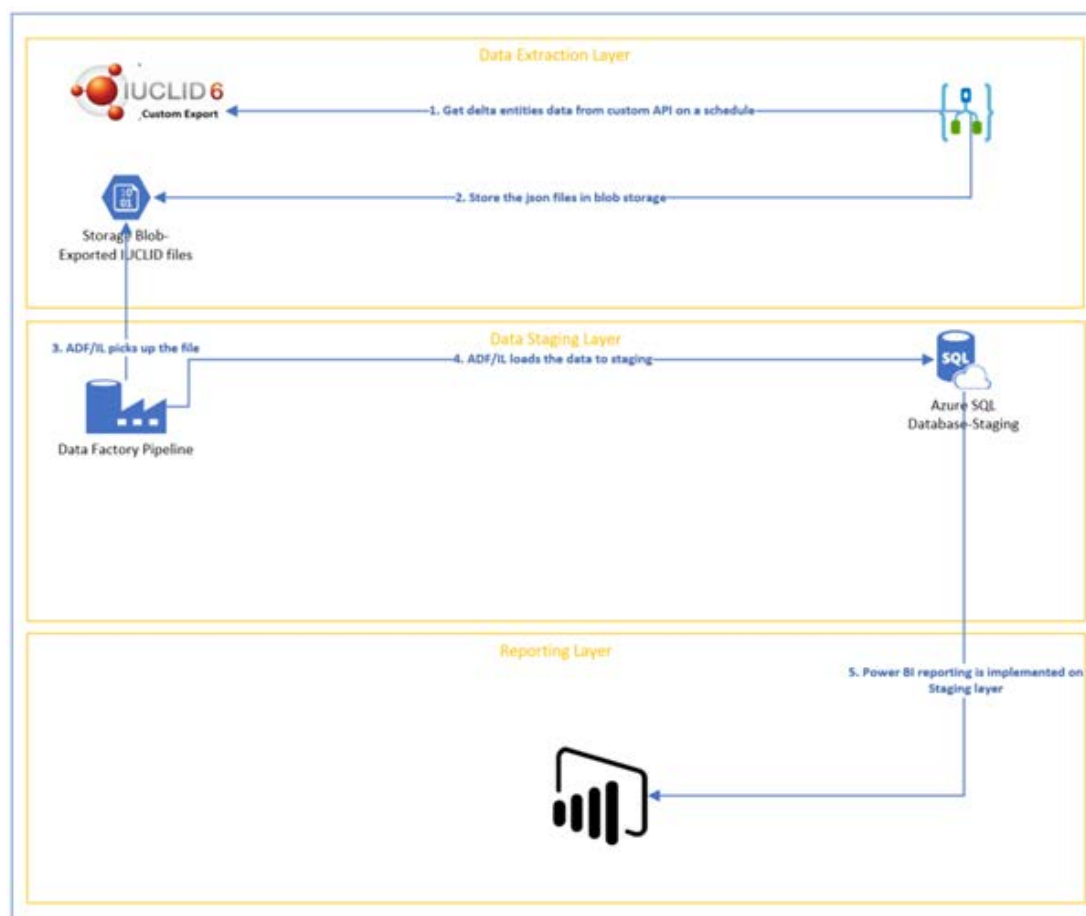 Data Extraction Layer
IUCLID 6
Custom Export
1. Get delta entities data from custom API on a schedule
2. Store the json files in blob storage
10
01
Storage Blob-
Exported IUCLID files
Data Staging Layer
3. ADF/IL picks up the file
4. ADF/IL loads the data to staging
SQL
Azure SQL
Database-Staging
Data Factory Pipeline
Reporting Layer
5. Power BI reporting is implemented on
Staging layer